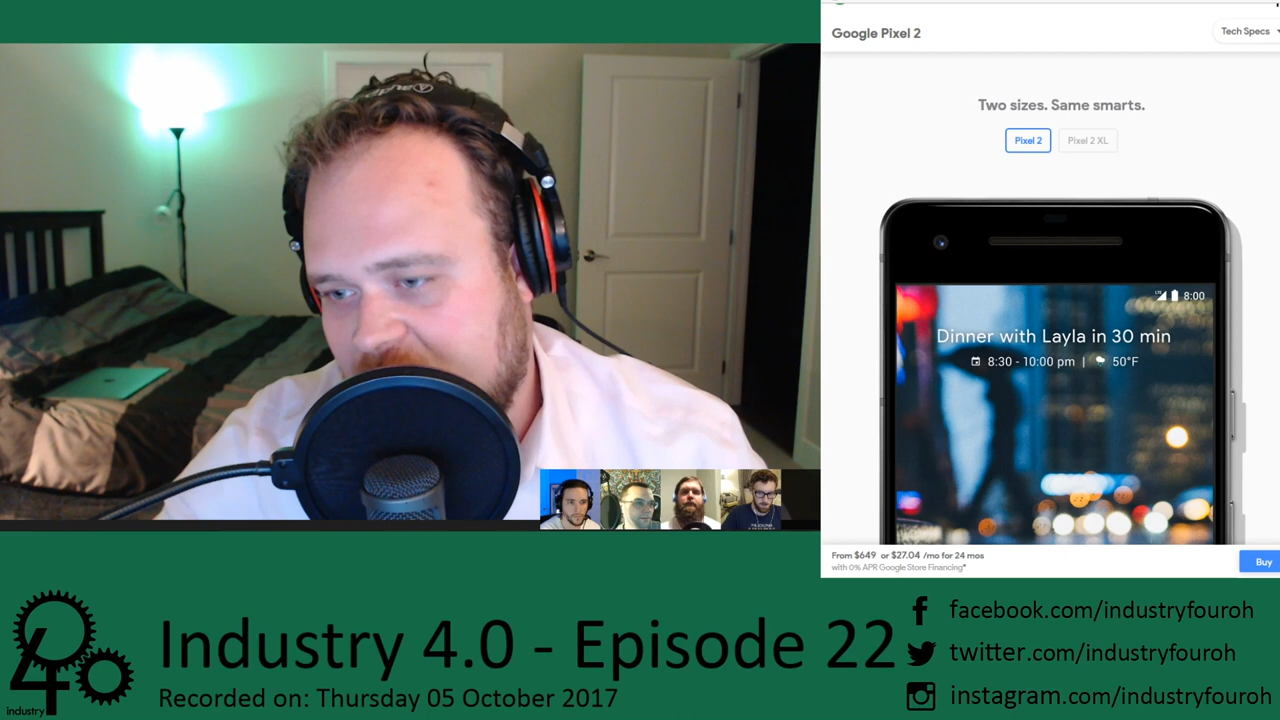 Google Pixel 2
Tech Specs
Two sizes. Same smarts.
Pixel 2
Pixel 2 XL
LTE
8:00
Dinner with Layla in 30 min
8:30 - 10:00 pm | 50°F
From $649 or $27.04 /mo for 24 mos
with 0% APR Google Store Financing*
Buy
40
industry
Industry 4.0 - Episode 22
Recorded on: Thursday 05 October 2017
facebook.com/industryfouroh
twitter.com/industryfouroh
instagram.com/industryfouroh